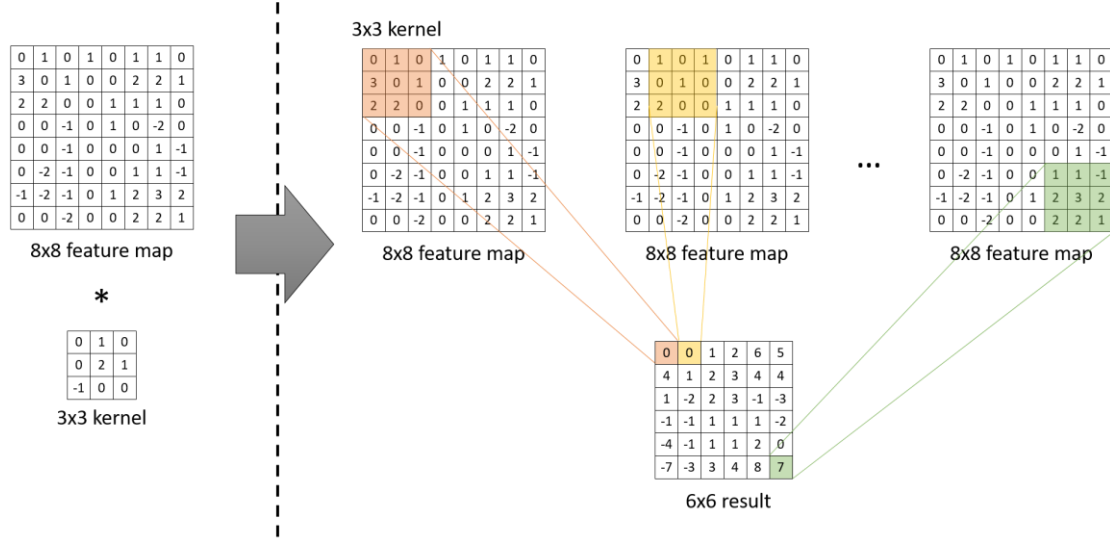 0 1 0 1 0 1 1 0
3 0 1 0 0 2 2 1
2 2 0 0 1 1 1 0
0 0 -1 0 1 0 -2 0
0 0 -1 0 0 0 1 -1
0 -2 -1 0 0 1 1 -1
-1 -2 -1 0 1 2 3 2
0 0 -2 0 0 2 2 1
8x8 feature map
*
0 1 0
0 2 1
-1 0 0
3x3 kernel
3x3 kernel
0 1 0 1 0 1 1 0
3 0 1 0 0 2 2 1
2 2 0 0 1 1 1 0
0 0 -1 0 1 0 -2 0
0 0 -1 0 0 0 1 -1
0 -2 -1 0 0 1 1 -1
-1 -2 -1 0 1 2 3 2
0 0 -2 0 0 2 2 1
8x8 feature map
0 1 0 1 0 1 1 0
3 0 1 0 0 2 2 1
2 2 0 0 1 1 1 0
0 0 -1 0 1 0 -2 0
0 0 -1 0 0 0 1 -1
0 -2 -1 0 0 1 1 -1
-1 -2 -1 0 1 2 3 2
0 0 -2 0 0 2 2 1
8x8 feature map
...
0 1 0 1 0 1 1 0
3 0 1 0 0 2 2 1
2 2 0 0 1 1 1 0
0 0 -1 0 1 0 -2 0
0 0 -1 0 0 0 1 -1
0 -2 -1 0 0 1 1 -1
-1 -2 -1 0 1 2 3 2
0 0 -2 0 0 2 2 1
8x8 feature map
0 0 1 2 6 5
4 1 2 3 4 4
1 -2 2 3 -1 -3
-1 -1 1 1 1 -2
-4 -1 1 1 2 0
-7 -3 3 4 8 7
6x6 result